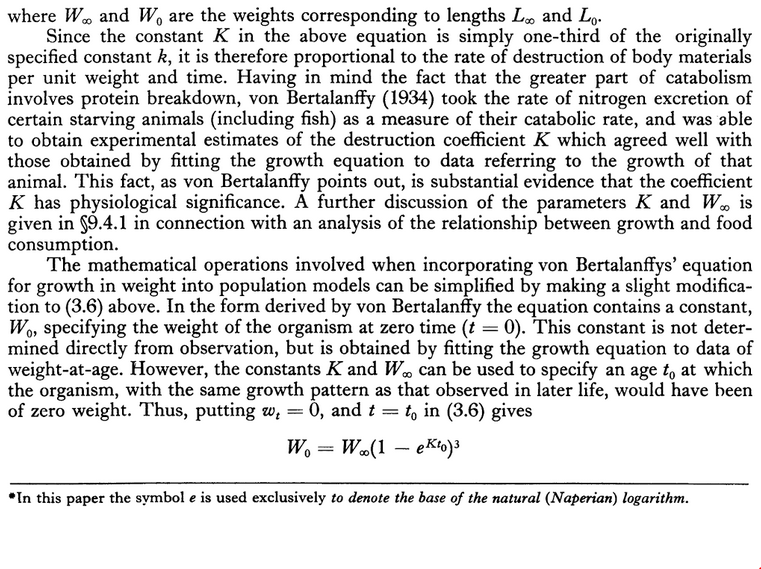 where W∞ and W₀ are the weights corresponding to lengths L∞ and L₀.
Since the constant K in the above equation is simply one-third of the originally
specified constant k, it is therefore proportional to the rate of destruction of body materials
per unit weight and time. Having in mind the fact that the greater part of catabolism
involves protein breakdown, von Bertalanffy (1934) took the rate of nitrogen excretion of
certain starving animals (including fish) as a measure of their catabolic rate, and was able
to obtain experimental estimates of the destruction coefficient K which agreed well with
those obtained by fitting the growth equation to data referring to the growth of that
animal. This fact, as von Bertalanffy points out, is substantial evidence that the coefficient
K has physiological significance. A further discussion of the parameters K and W∞ is
given in §9.4.1 in connection with an analysis of the relationship between growth and food
consumption.
The mathematical operations involved when incorporating von Bertalanffys' equation
for growth in weight into population models can be simplified by making a slight modifica-
tion to (3.6) above. In the form derived by von Bertalanffy the equation contains a constant,
W₀, specifying the weight of the organism at zero time (t = 0). This constant is not deter-
mined directly from observation, but is obtained by fitting the growth equation to data of
weight-at-age. However, the constants K and W∞ can be used to specify an age t₀ at which
the organism, with the same growth pattern as that observed in later life, would have been
of zero weight. Thus, putting wₜ = 0, and t = t₀ in (3.6) gives
W₀ = W∞(1 — e^{Kt₀})³
*In this paper the symbol e is used exclusively to denote the base of the natural (Naperian) logarithm.